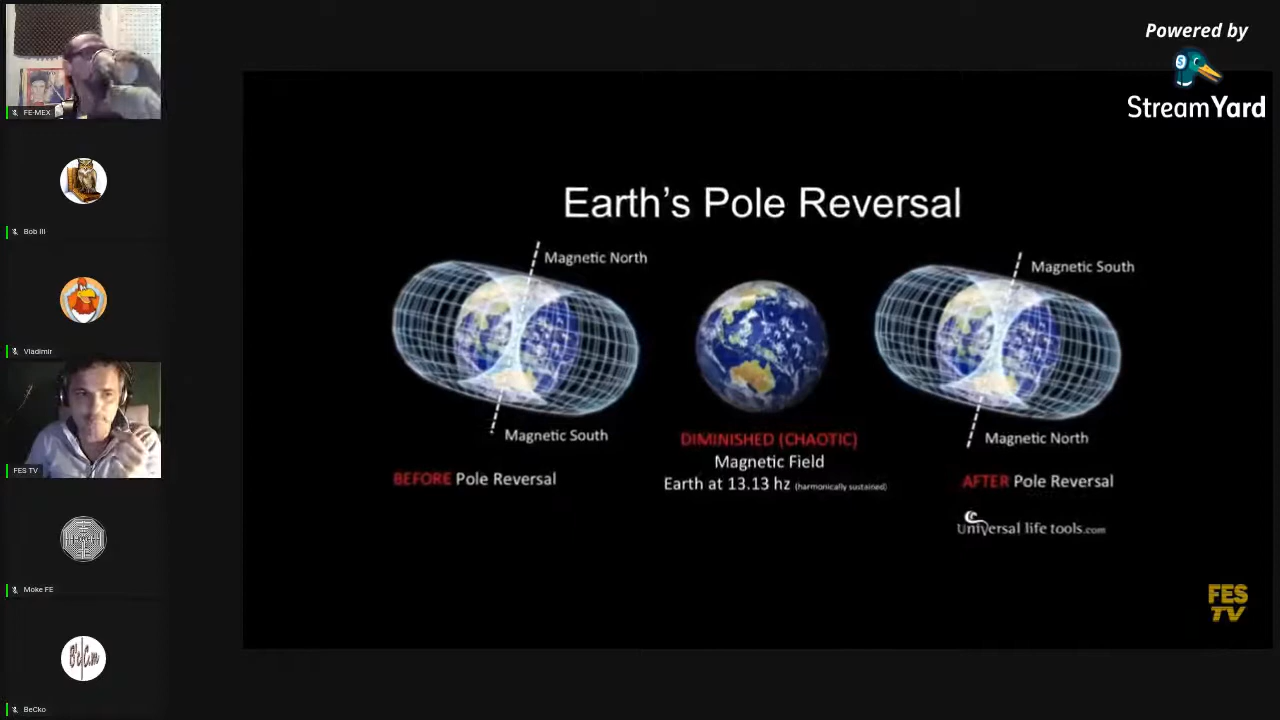 Powered by
StreamYard
FE-MEX
Bob III
Vladimir
FES TV
Moke FE
BeCko
Earth's Pole Reversal
Magnetic North
Magnetic South
BEFORE Pole Reversal
DIMINISHED (CHAOTIC)
Magnetic Field
Earth at 13.13 hz (harmonically sustained)
Magnetic South
Magnetic North
AFTER Pole Reversal
Universal life tools.com
FES
TV